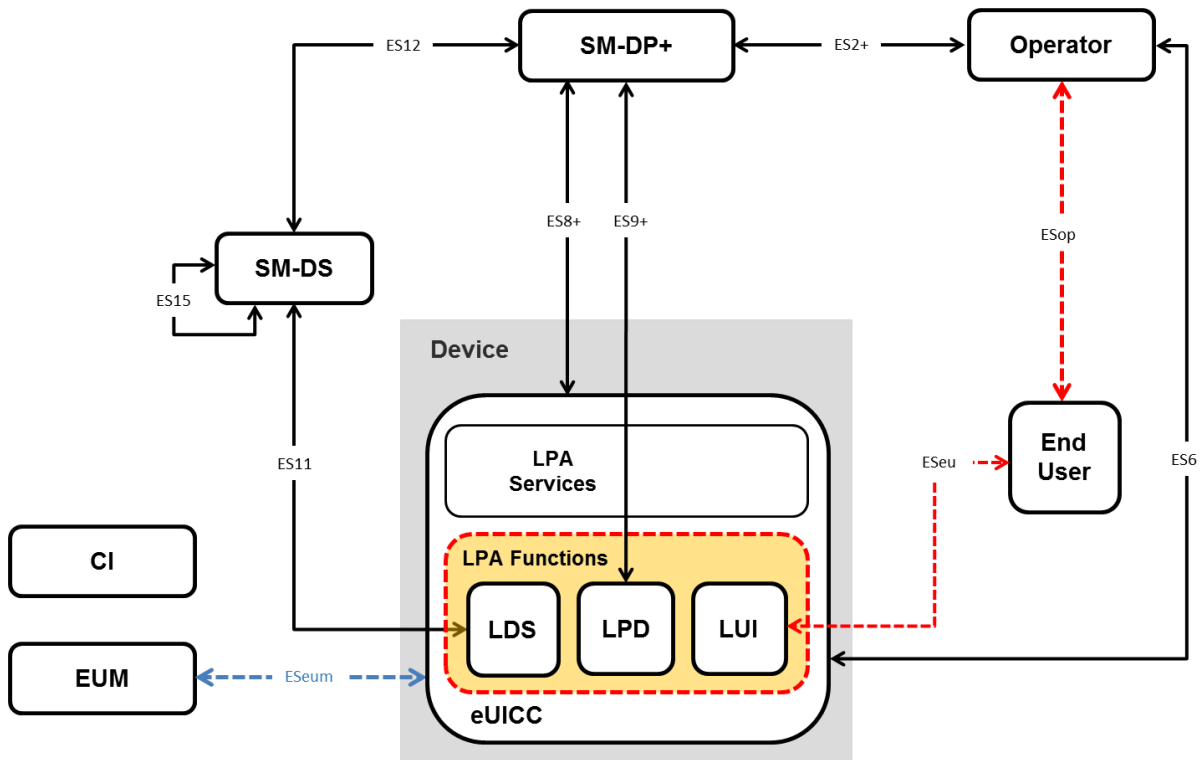 ES12
SM-DP+
ES2+
Operator
ES8+
ES9+
ESop
SM-DS
ES15
Device
ES11
LPA
Services
ESeu
End
User
ES6
CI
LPA Functions
LDS
LPD
LUI
EUM
ESeum
eUICC